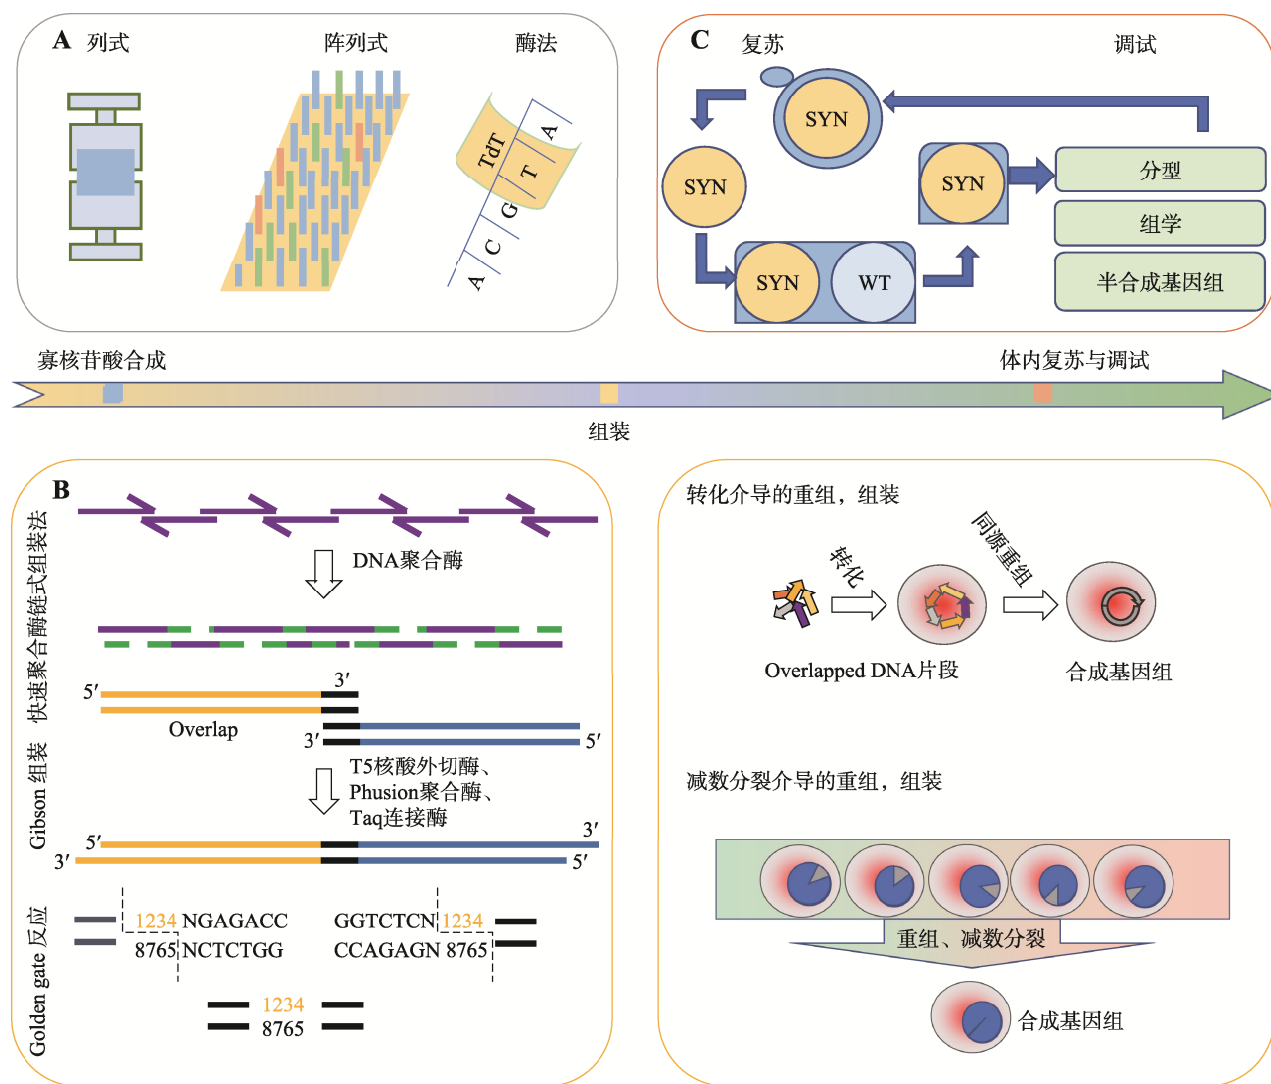 A
列式
阵列式
酶法
TdT
A
T
G
C
A
C
复苏
调试
SYN
SYN
SYN
WT
SYN
分型
组学
半合成基因组
寡核苷酸合成
体内复苏与调试
组装
B
快速聚合酶链式组装法
DNA聚合酶
Gibson 组装
5′
3′
Overlap
3′
5′
T5核酸外切酶、
Phusion聚合酶、
Taq连接酶
5′
3′
3′
5′
Golden gate 反应
1234 NGAGACC
8765 NCTCTGG
GGTCTCN 1234
CCAGAGN 8765
1234
8765
转化介导的重组，组装
转化
同源重组
Overlapped DNA片段
合成基因组
减数分裂介导的重组，组装
重组、减数分裂
合成基因组